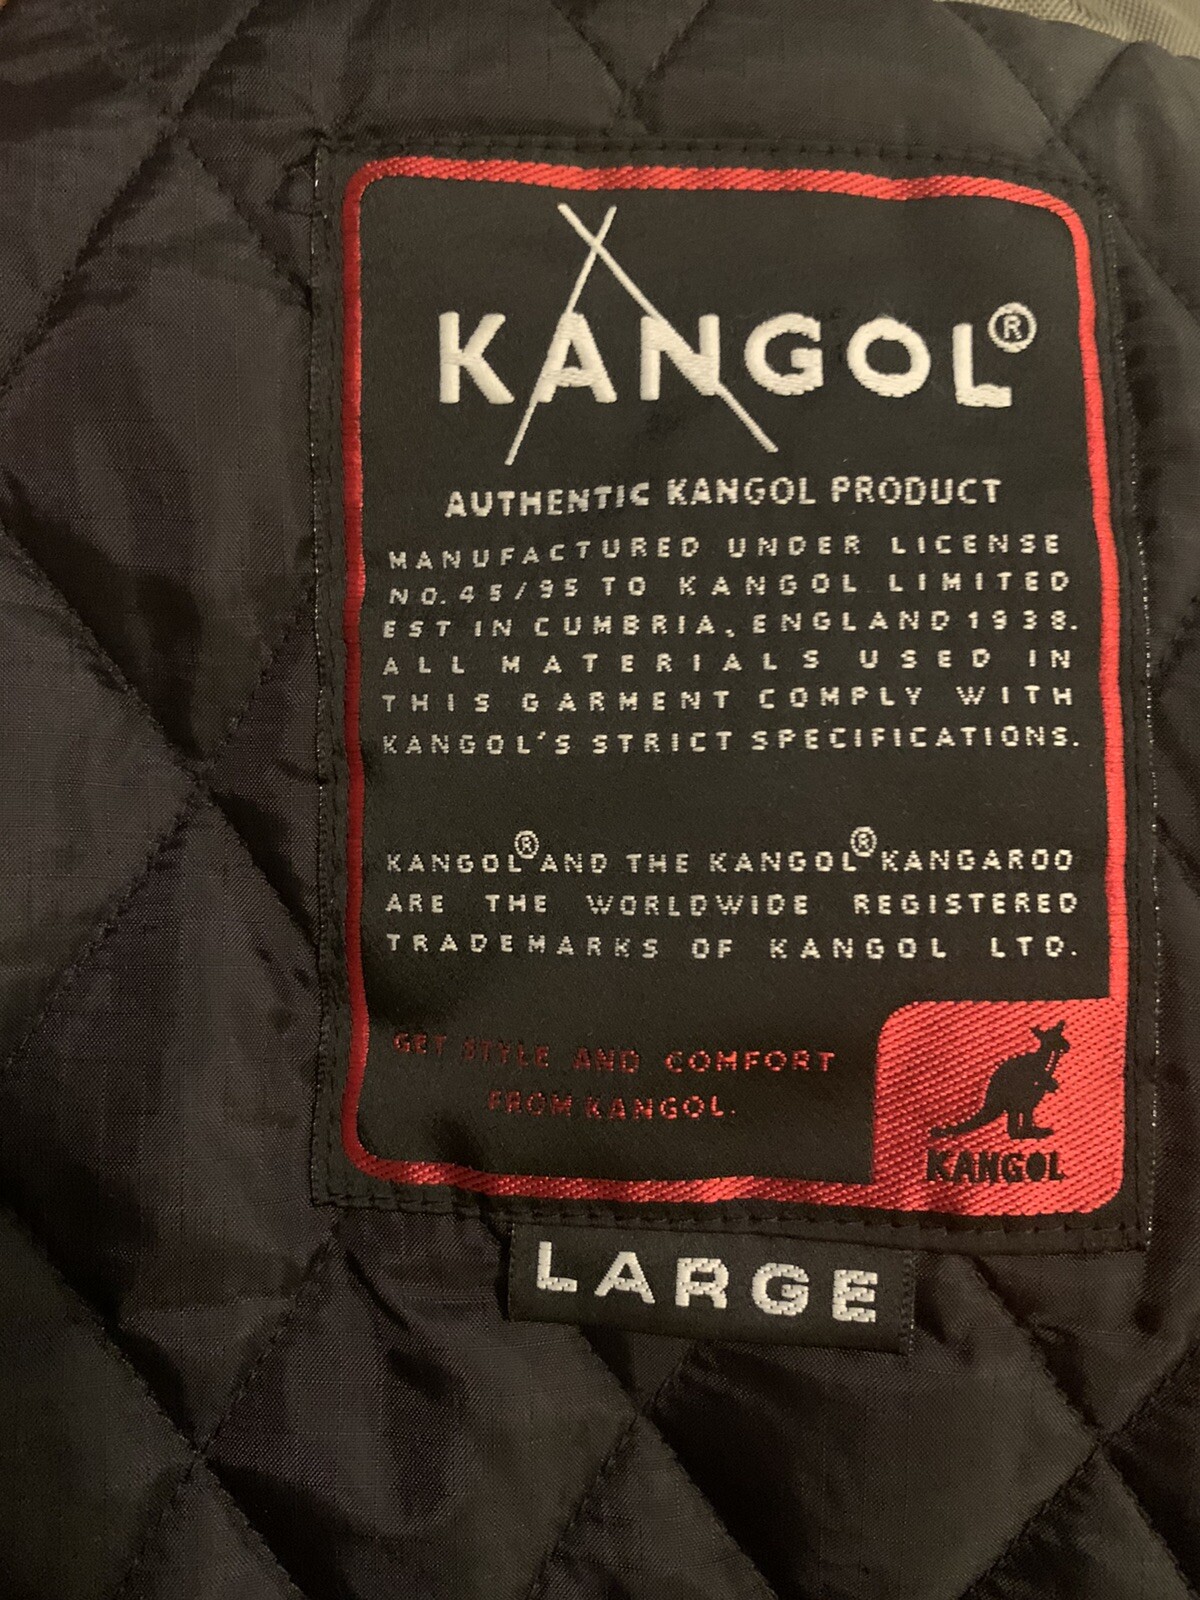 KANGOL®
AUTHENTIC KANGOL PRODUCT
MANUFACTURED UNDER LICENSE
NO.45/95 TO KANGOL LIMITED
EST IN CUMBRIA, ENGLAND 1938.
ALL MATERIALS USED IN
THIS GARMENT COMPLY WITH
KANGOL'S STRICT SPECIFICATIONS.
KANGOL® AND THE KANGOL® KANGAROO
ARE THE WORLDWIDE REGISTERED
TRADEMARKS OF KANGOL LTD.
GET STYLE AND COMFORT
FROM KANGOL.
KANGOL
LARGE